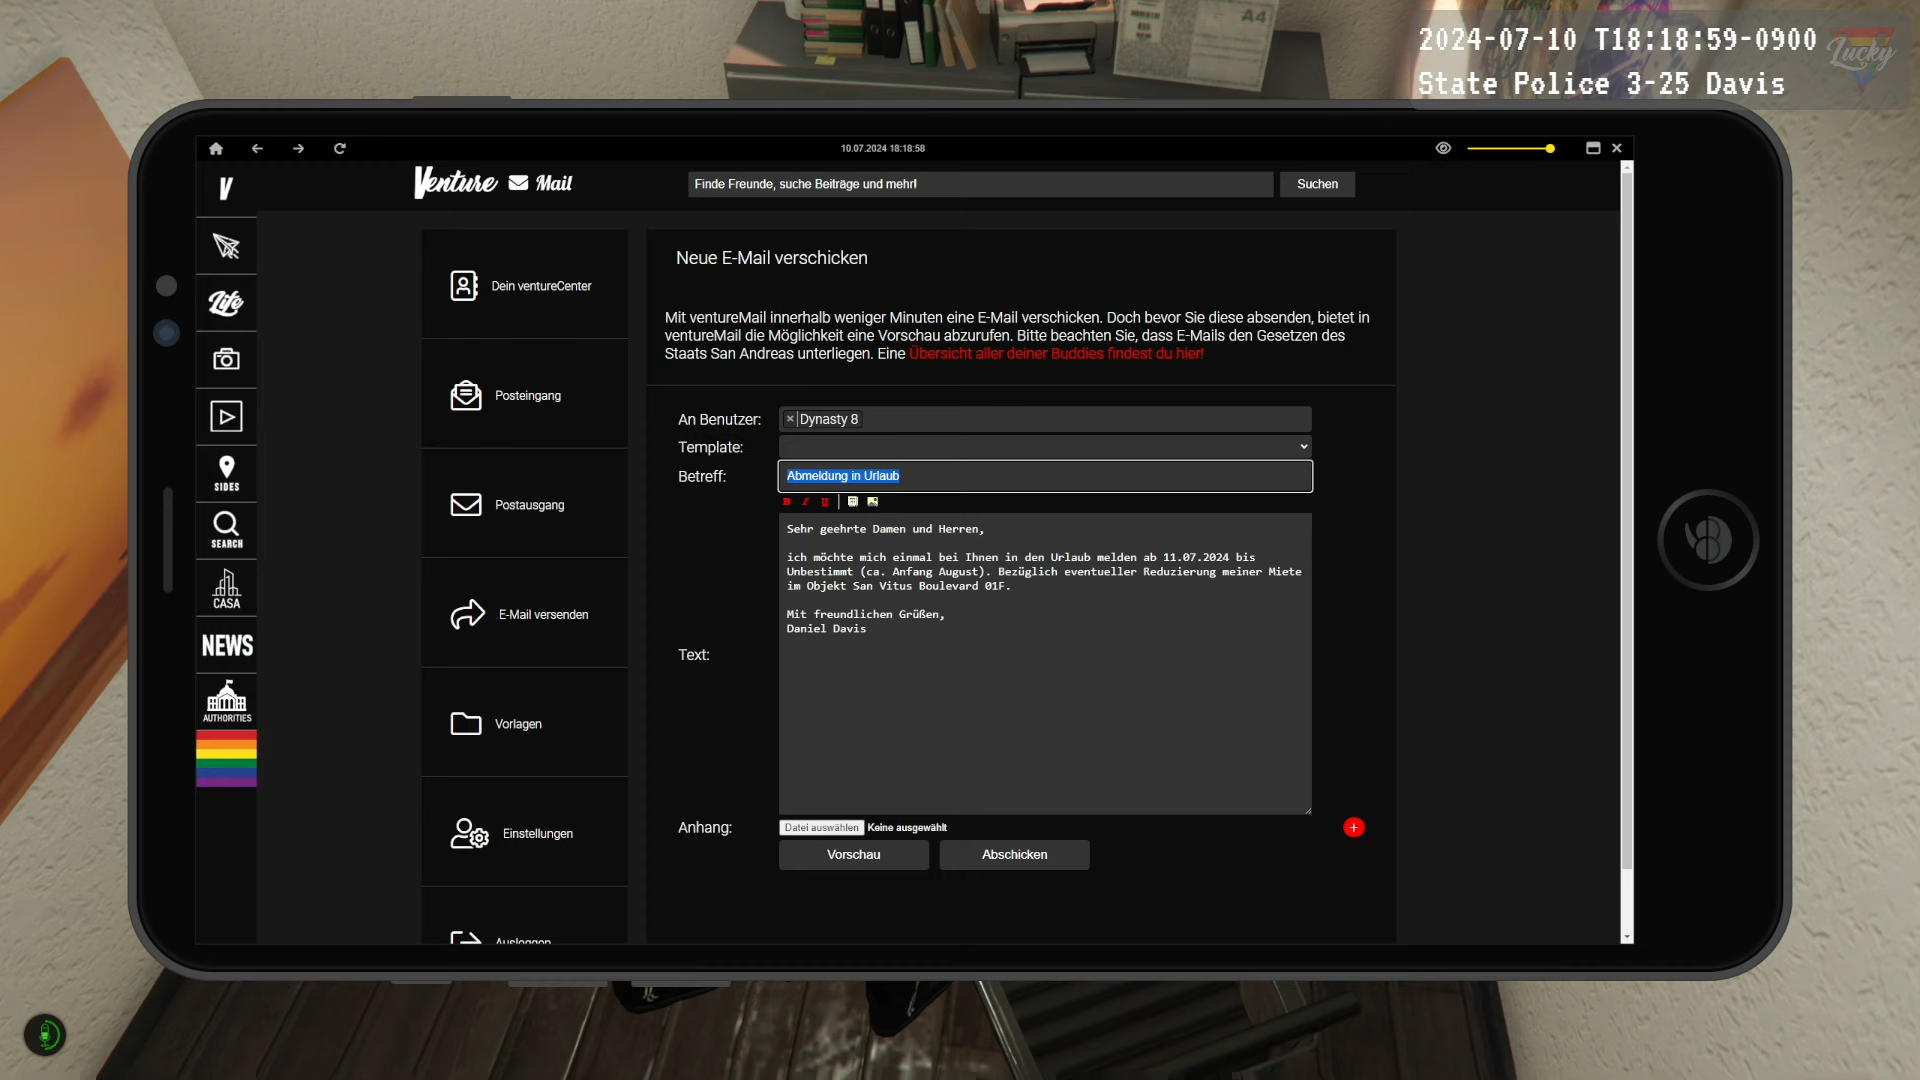 2024-07-10 T18:18:59-0900
State Police 3-25 Davis
Lucky
A4
10.07.2024 18:18:58
V
Venture Mail
Finde Freunde, suche Beiträge und mehr!
Suchen
Life
SIDES
SEARCH
CASA
NEWS
AUTHORITIES
Dein ventureCenter
Posteingang
Postausgang
E-Mail versenden
Vorlagen
Einstellungen
Ausloggen
Neue E-Mail verschicken
Mit ventureMail innerhalb weniger Minuten eine E-Mail verschicken. Doch bevor Sie diese absenden, bietet in
ventureMail die Möglichkeit eine Vorschau abzurufen. Bitte beachten Sie, dass E-Mails den Gesetzen des
Staats San Andreas unterliegen. Eine Übersicht aller deiner Buddies findest du hier!
An Benutzer: × Dynasty 8
Template:
Betreff: Abmeldung in Urlaub
B I U
Text:
Sehr geehrte Damen und Herren,
ich möchte mich einmal bei Ihnen in den Urlaub melden ab 11.07.2024 bis
Unbestimmt (ca. Anfang August). Bezüglich eventueller Reduzierung meiner Miete
im Objekt San Vitus Boulevard 01F.
Mit freundlichen Grüßen,
Daniel Davis
Anhang: Datei auswählen Keine ausgewählt
Vorschau
Abschicken